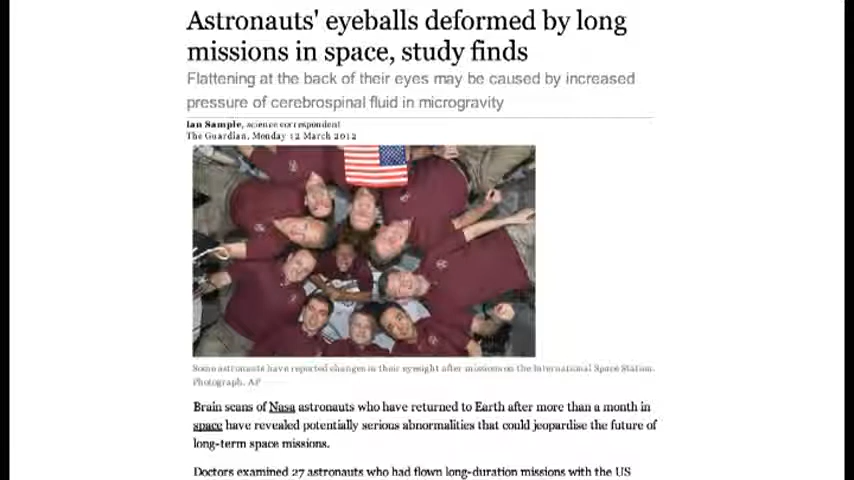 Astronauts' eyeballs deformed by long
missions in space, study finds
Flattening at the back of their eyes may be caused by increased
pressure of cerebrospinal fluid in microgravity
Ian Sample, science correspondent
The Guardian, Monday 12 March 2012
Some astronauts have reported changes in their eyesight after missions on the International Space Station.
Photograph: AP
Brain scans of Nasa astronauts who have returned to Earth after more than a month in
space have revealed potentially serious abnormalities that could jeopardise the future of
long-term space missions.
Doctors examined 27 astronauts who had flown long-duration missions with the US